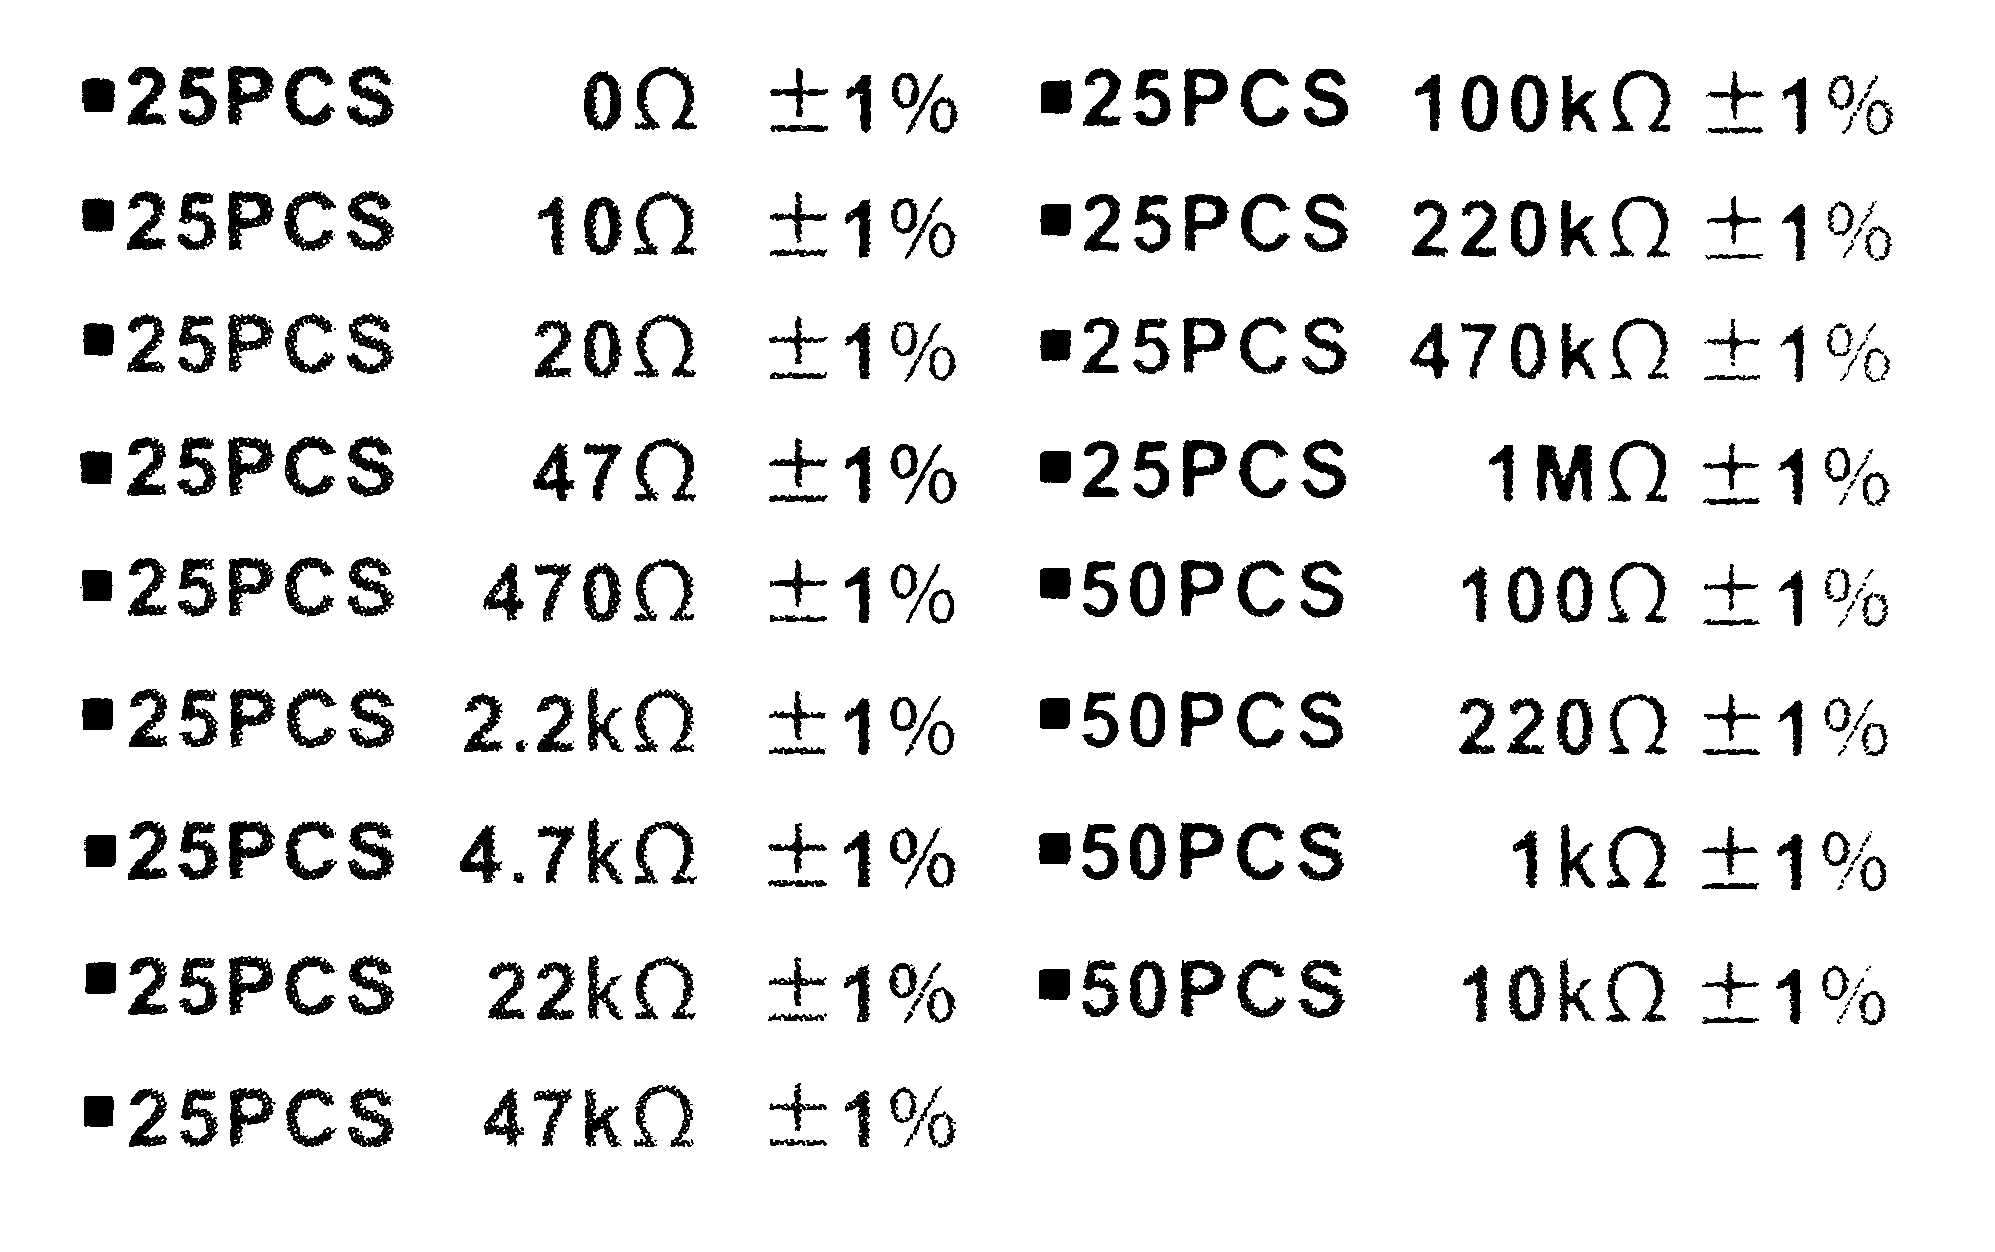 ■25PCS 0Ω ±1%
■25PCS 10Ω ±1%
■25PCS 20Ω ±1%
■25PCS 47Ω ±1%
■25PCS 470Ω ±1%
■25PCS 2.2kΩ ±1%
■25PCS 4.7kΩ ±1%
■25PCS 22kΩ ±1%
■25PCS 47kΩ ±1%
■25PCS 100kΩ ±1%
■25PCS 220kΩ ±1%
■25PCS 470kΩ ±1%
■25PCS 1MΩ ±1%
■50PCS 100Ω ±1%
■50PCS 220Ω ±1%
■50PCS 1kΩ ±1%
■50PCS 10kΩ ±1%